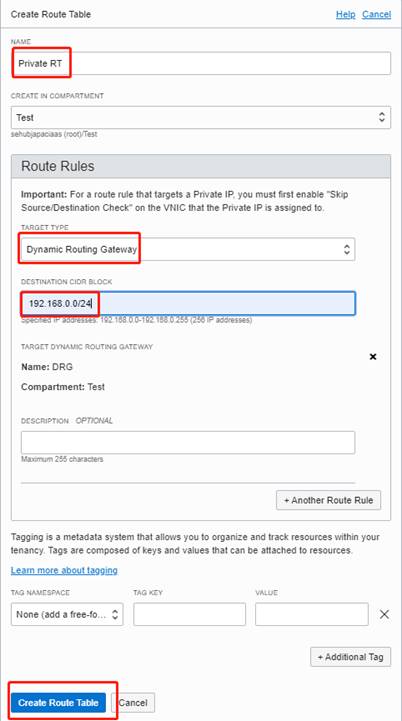 Create Route Table
Help Cancel
NAME
Private RT
CREATE IN COMPARTMENT
Test
sehubjapaciaas (root)/Test
Route Rules
Important: For a route rule that targets a Private IP, you must first enable "Skip
Source/Destination Check" on the VNIC that the Private IP is assigned to.
TARGET TYPE
Dynamic Routing Gateway
DESTINATION CIDR BLOCK
192.168.0.0/24
Specified IP addresses: 192.168.0.0-192.168.0.255 (256 IP addresses)
TARGET DYNAMIC ROUTING GATEWAY
Name: DRG
Compartment: Test
DESCRIPTION OPTIONAL
Maximum 255 characters
+ Another Route Rule
Tagging is a metadata system that allows you to organize and track resources within your
tenancy. Tags are composed of keys and values that can be attached to resources.
Learn more about tagging
TAG NAMESPACE TAG KEY VALUE
None (add a free-fo...
+ Additional Tag
Create Route Table Cancel